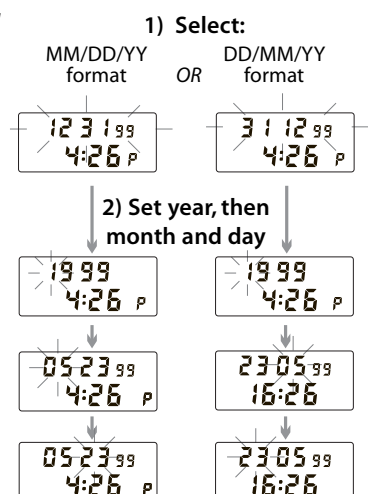 1) Select:
MM/DD/YY
format
OR
DD/MM/YY
format
12 31 99
4:26 P
31 12 99
4:26 P
2) Set year, then
month and day
1999
4:26 P
1999
4:26 P
05 23 99
4:26 P
23 05 99
16:26
05 23 99
4:26 P
23 05 99
16:26